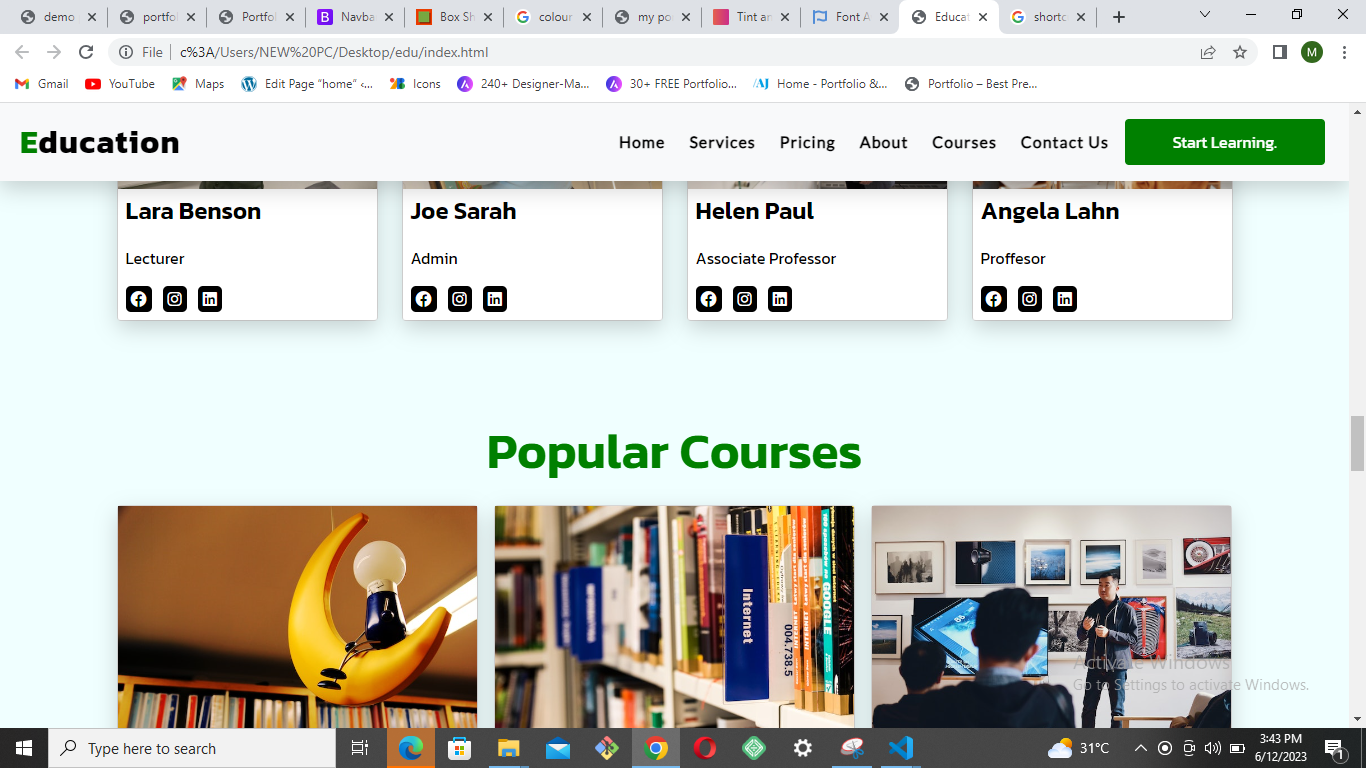 demo
portfol
Portfol
Navba
Box Sh
colour
my por
Tint an
Font A
Educat
shortc
File
c%3A/Users/NEW%20PC/Desktop/edu/index.html
M
Gmail
YouTube
Maps
Edit Page “home” ‹...
Icons
240+ Designer-Ma...
30+ FREE Portfolio...
Home - Portfolio &...
Portfolio – Best Pre...
Education
Home
Services
Pricing
About
Courses
Contact Us
Start Learning.
Lara Benson
Joe Sarah
Helen Paul
Angela Lahn
Lecturer
Admin
Associate Professor
Proffesor
Popular Courses
Internet
004.738.5
GOOGLE
Activate Windows
Go to Settings to activate Windows.
Type here to search
31°C
3:43 PM
6/12/2023
1